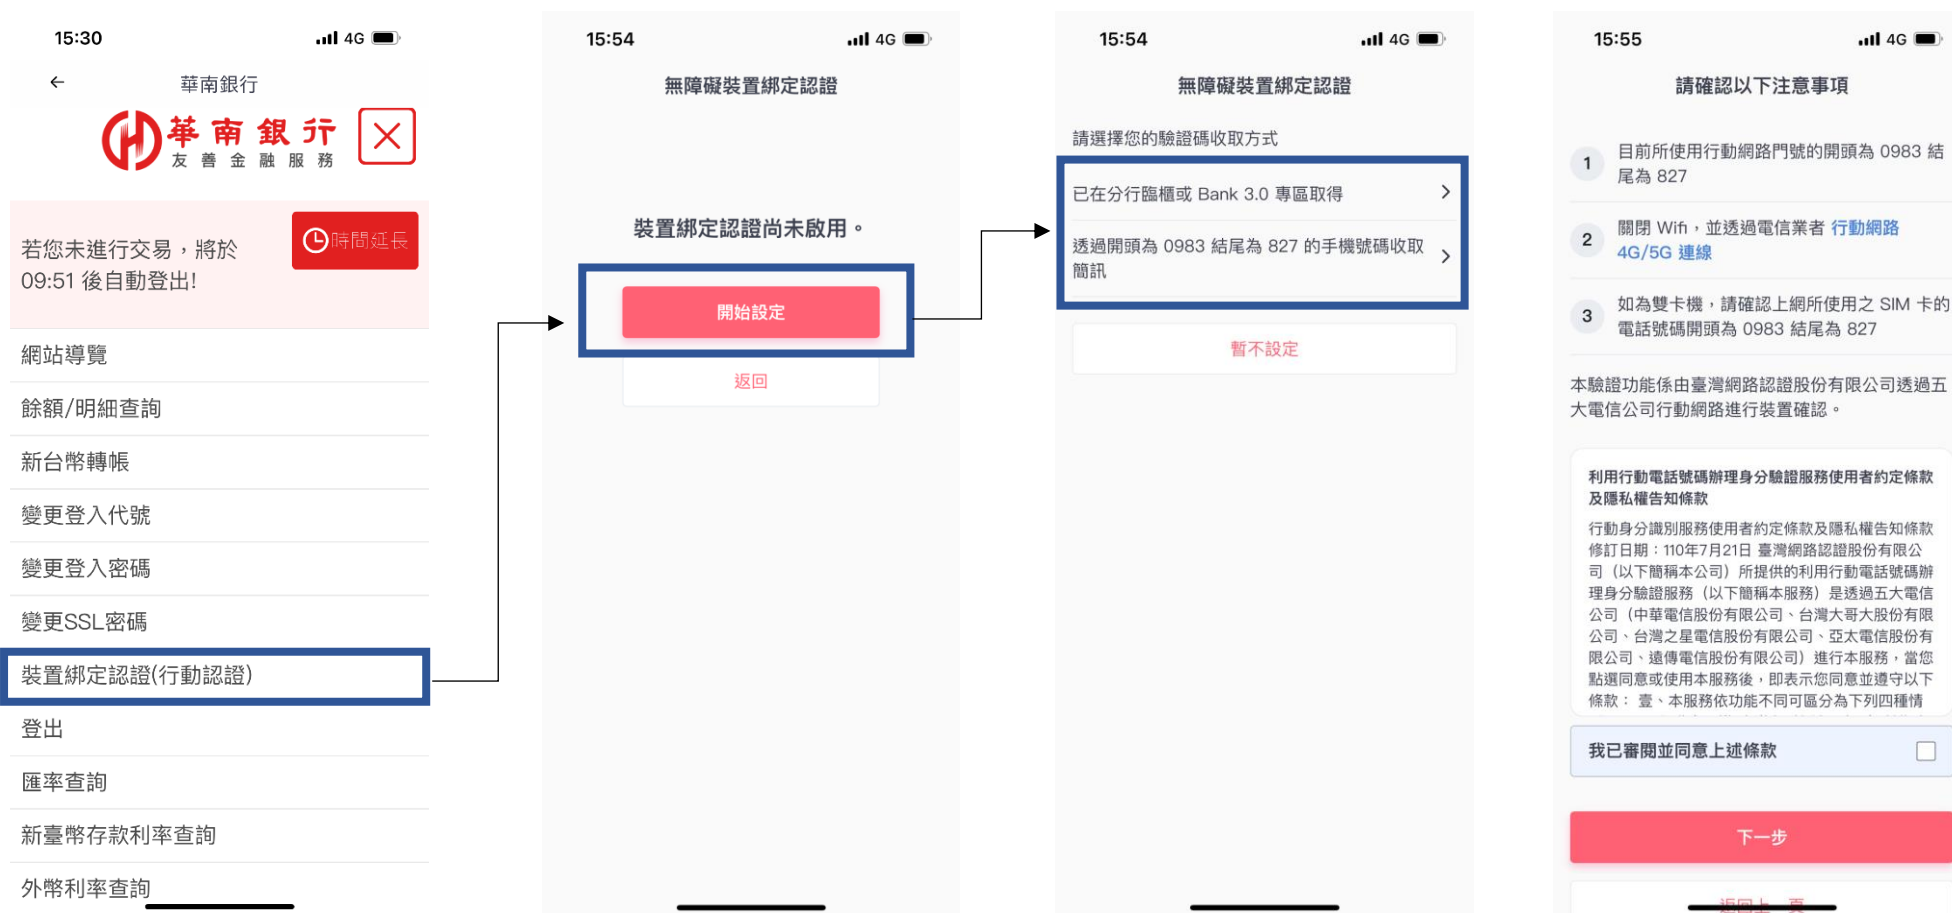 15:30
4G
華南銀行
華南銀行
友善金融服務
若您未進行交易，將於
09:51 後自動登出!
時間延長
網站導覽
餘額/明細查詢
新台幣轉帳
變更登入代號
變更登入密碼
變更SSL密碼
裝置綁定認證(行動認證)
登出
匯率查詢
新臺幣存款利率查詢
外幣利率查詢
15:54
4G
無障礙裝置綁定認證
裝置綁定認證尚未啟用。
開始設定
返回
15:54
4G
無障礙裝置綁定認證
請選擇您的驗證碼收取方式
已在分行臨櫃或 Bank 3.0 專區取得
透過開頭為 0983 結尾為 827 的手機號碼收取
簡訊
暫不設定
15:55
4G
請確認以下注意事項
1
目前所使用行動網路門號的開頭為 0983 結
尾為 827
2
關閉 Wifi，並透過電信業者 行動網路
4G/5G 連線
3
如為雙卡機，請確認上網所使用之 SIM 卡的
電話號碼開頭為 0983 結尾為 827
本驗證功能係由臺灣網路認證股份有限公司透過五
大電信公司行動網路進行裝置確認。
利用行動電話號碼辦理身分驗證服務使用者約定條款
及隱私權告知條款
行動身分識別服務使用者約定條款及隱私權告知條款
修訂日期：110年7月21日 臺灣網路認證股份有限公
司（以下簡稱本公司）所提供的利用行動電話號碼辦
理身分驗證服務（以下簡稱本服務）是透過五大電信
公司（中華電信股份有限公司、台灣大哥大股份有限
公司、台灣之星電信股份有限公司、亞太電信股份有
限公司、遠傳電信股份有限公司）進行本服務，當您
點選同意或使用本服務後，即表示您同意並遵守以下
條款： 壹、本服務依功能不同可區分為下列四種情
我已審閱並同意上述條款
下一步
返回上一頁